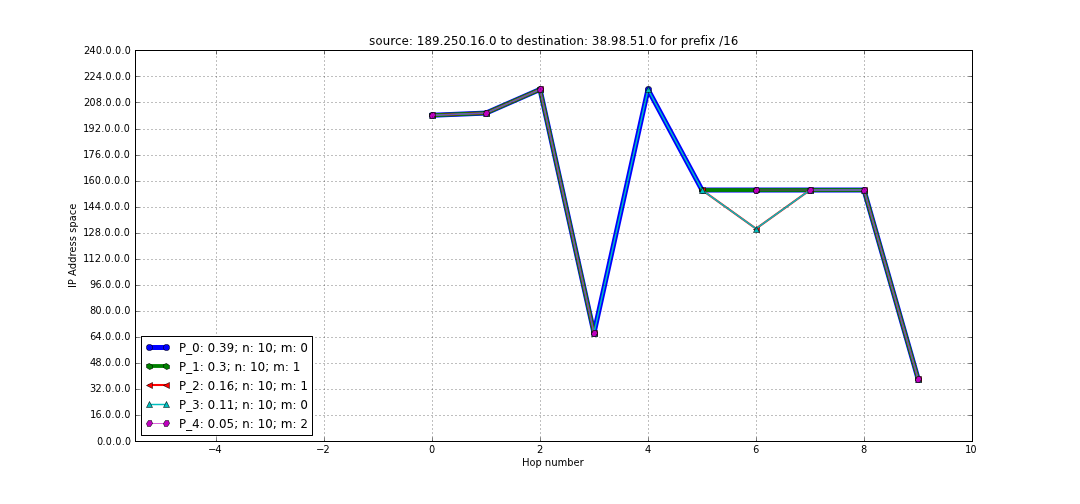 source: 189.250.16.0 to destination: 38.98.51.0 for prefix /16
240.0.0.0
224.0.0.0
208.0.0.0
192.0.0.0
176.0.0.0
160.0.0.0
144.0.0.0
128.0.0.0
112.0.0.0
96.0.0.0
80.0.0.0
64.0.0.0
48.0.0.0
32.0.0.0
16.0.0.0
0.0.0.0
IP Address space
P_0: 0.39; n: 10; m: 0
P_1: 0.3; n: 10; m: 1
P_2: 0.16; n: 10; m: 1
P_3: 0.11; n: 10; m: 0
P_4: 0.05; n: 10; m: 2
−4 −2 0 2 4 6 8 10
Hop number